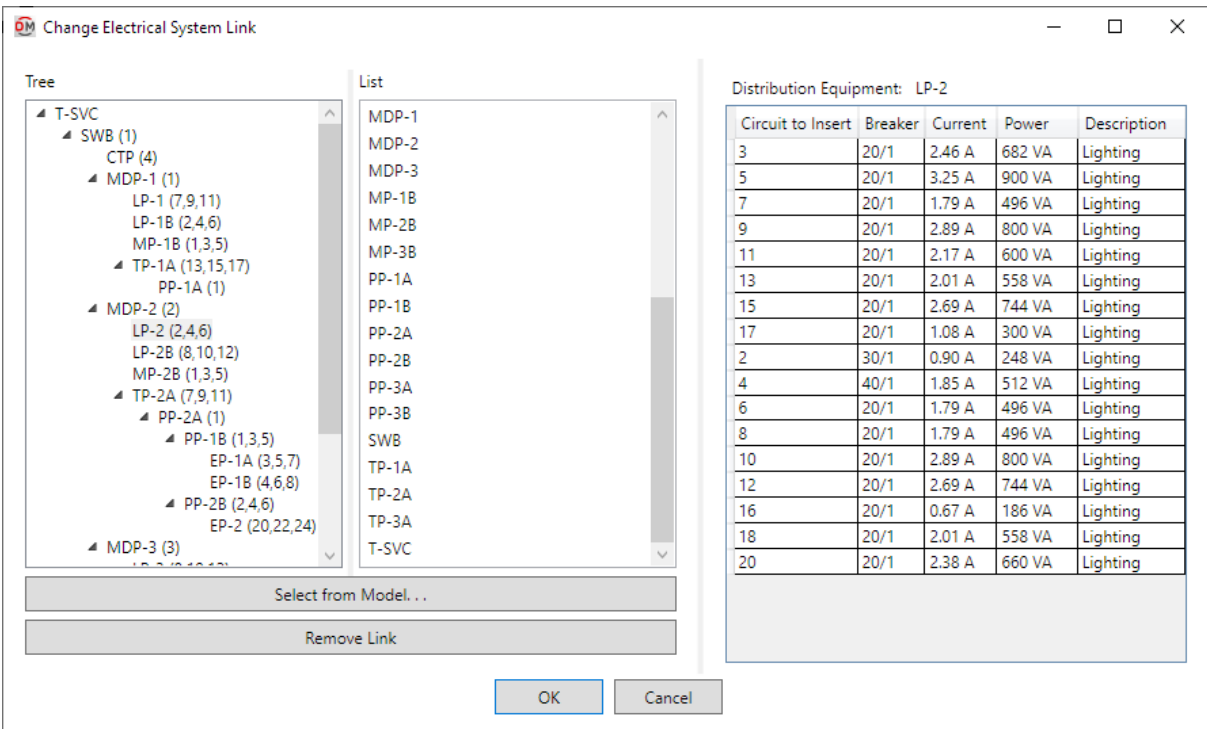 DM Change Electrical System Link
Tree
T-SVC
SWB (1)
CTP (4)
MDP-1 (1)
LP-1 (7,9,11)
LP-1B (2,4,6)
MP-1B (1,3,5)
TP-1A (13,15,17)
PP-1A (1)
MDP-2 (2)
LP-2 (2,4,6)
LP-2B (8,10,12)
MP-2B (1,3,5)
TP-2A (7,9,11)
PP-2A (1)
PP-1B (1,3,5)
EP-1A (3,5,7)
EP-1B (4,6,8)
PP-2B (2,4,6)
EP-2 (20,22,24)
MDP-3 (3)
List
MDP-1
MDP-2
MDP-3
MP-1B
MP-2B
MP-3B
PP-1A
PP-1B
PP-2A
PP-2B
PP-3A
PP-3B
SWB
TP-1A
TP-2A
TP-3A
T-SVC
Select from Model. . .
Remove Link
Distribution Equipment: LP-2
Circuit to Insert Breaker Current Power Description
3 20/1 2.46 A 682 VA Lighting
5 20/1 3.25 A 900 VA Lighting
7 20/1 1.79 A 496 VA Lighting
9 20/1 2.89 A 800 VA Lighting
11 20/1 2.17 A 600 VA Lighting
13 20/1 2.01 A 558 VA Lighting
15 20/1 2.69 A 744 VA Lighting
17 20/1 1.08 A 300 VA Lighting
2 30/1 0.90 A 248 VA Lighting
4 40/1 1.85 A 512 VA Lighting
6 20/1 1.79 A 496 VA Lighting
8 20/1 1.79 A 496 VA Lighting
10 20/1 2.89 A 800 VA Lighting
12 20/1 2.69 A 744 VA Lighting
16 20/1 0.67 A 186 VA Lighting
18 20/1 2.01 A 558 VA Lighting
20 20/1 2.38 A 660 VA Lighting
OK Cancel